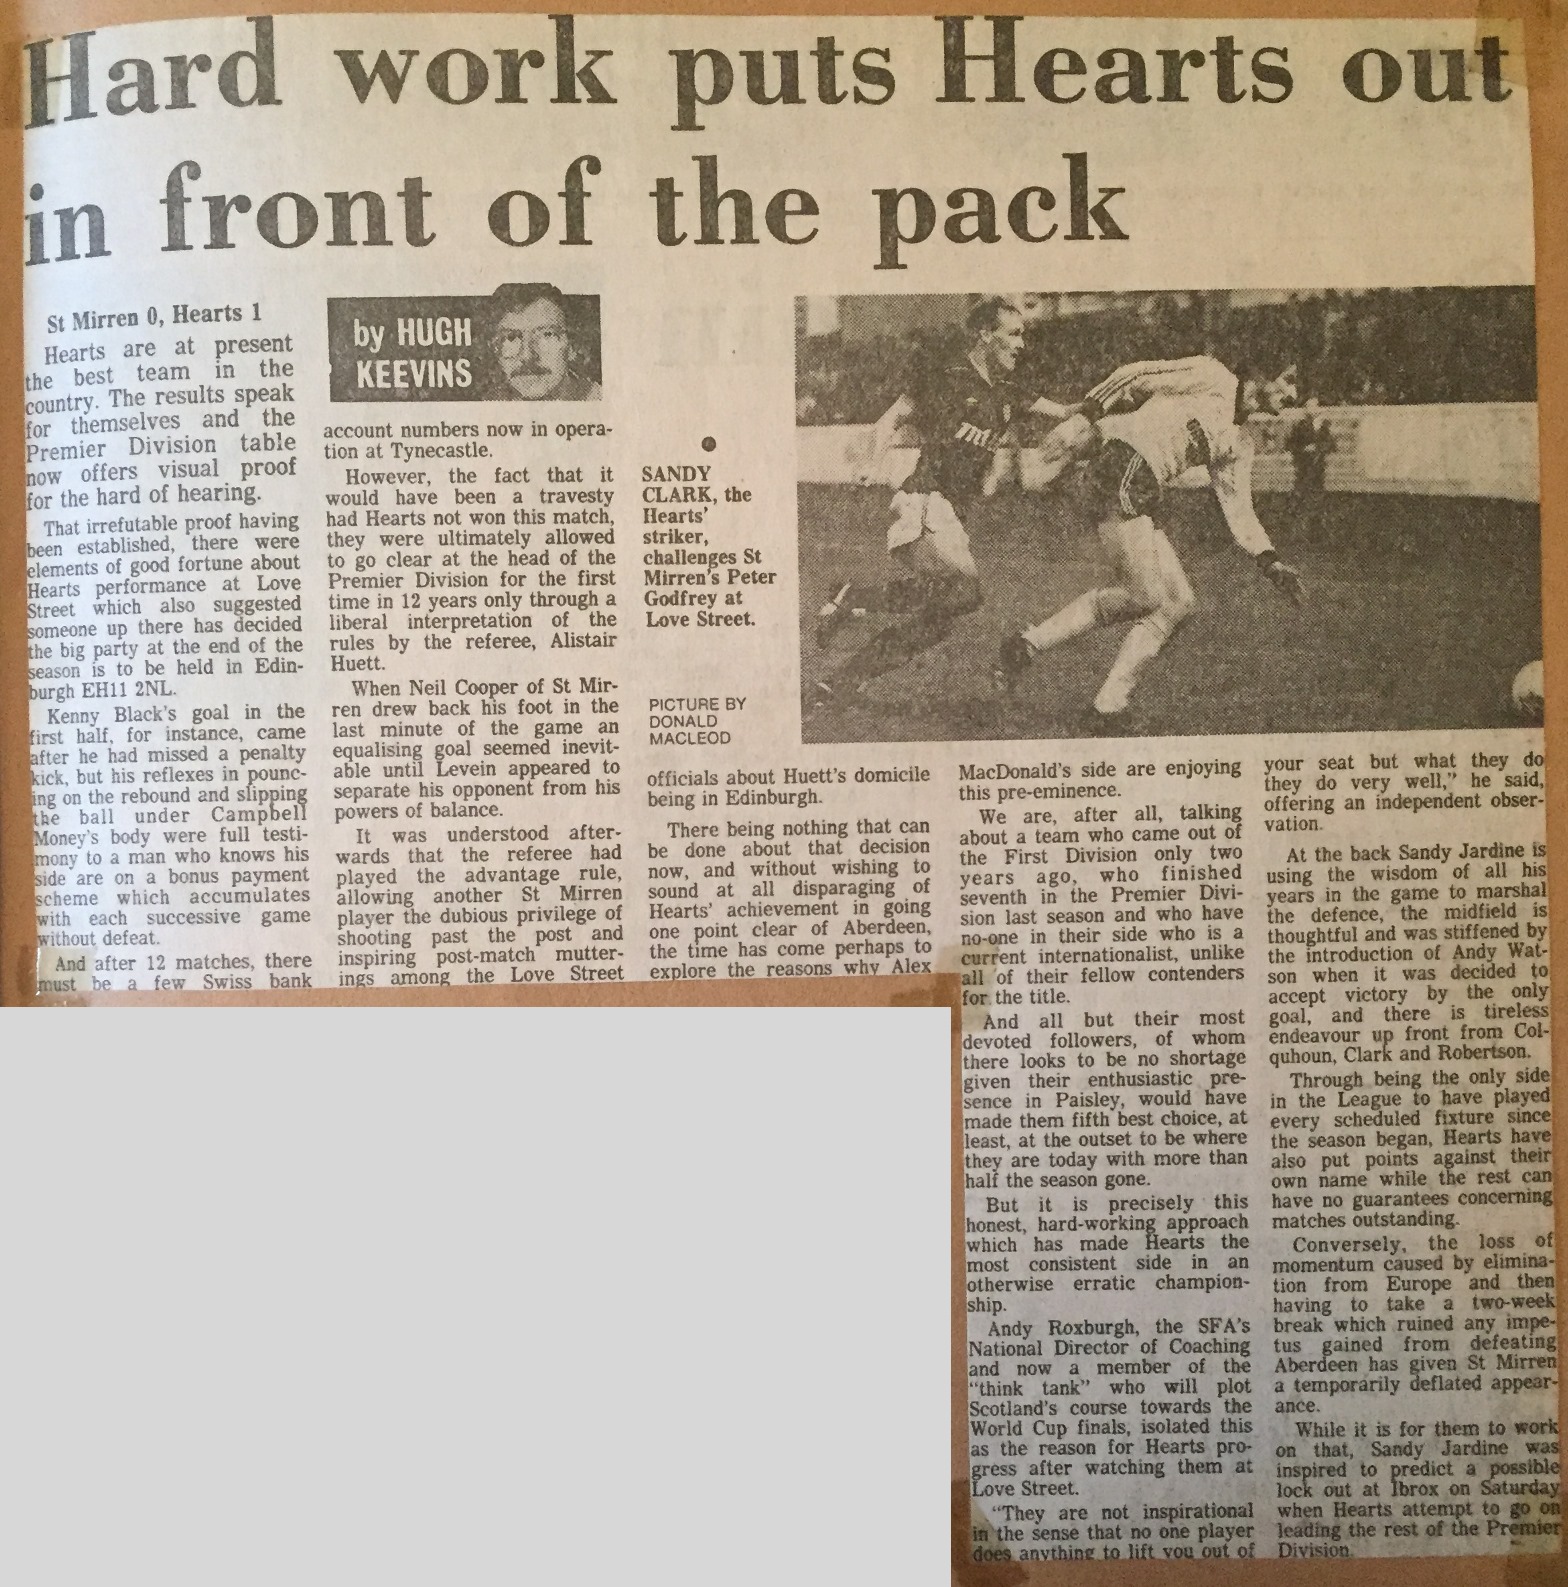 Hard work puts Hearts out
in front of the pack
St Mirren 0, Hearts 1
Hearts are at present
the best team in the
country. The results speak
for themselves and the
Premier Division table
now offers visual proof
for the hard of hearing.
That irrefutable proof having
been established, there were
elements of good fortune about
Hearts performance at Love
Street which also suggested
someone up there has decided
the big party at the end of the
season is to be held in Edin-
burgh EH11 2NL.
Kenny Black's goal in the
first half, for instance, came
after he had missed a penalty
kick, but his reflexes in pounc-
ing on the rebound and slipping
the ball under Campbell
Money's body were full testi-
mony to a man who knows his
side are on a bonus payment
scheme which accumulates
with each successive game
without defeat.
And after 12 matches, there
must be a few Swiss bank
by HUGH
KEEVINS
account numbers now in opera-
tion at Tynecastle.
However, the fact that it
would have been a travesty
had Hearts not won this match,
they were ultimately allowed
to go clear at the head of the
Premier Division for the first
time in 12 years only through a
liberal interpretation of the
rules by the referee, Alistair
Huett.
When Neil Cooper of St Mir-
ren drew back his foot in the
last minute of the game an
equalising goal seemed inevit-
able until Levein appeared to
separate his opponent from his
powers of balance.
It was understood after-
wards that the referee had
played the advantage rule,
allowing another St Mirren
player the dubious privilege of
shooting past the post and
inspiring post-match mutter-
ings among the Love Street
● 
SANDY
CLARK, the
Hearts'
striker,
challenges St
Mirren's Peter
Godfrey at
Love Street.
PICTURE BY
DONALD
MACLEOD
officials about Huett's domicile
being in Edinburgh.
There being nothing that can
be done about that decision
now, and without wishing to
sound at all disparaging of
Hearts' achievement in going
one point clear of Aberdeen,
the time has come perhaps to
explore the reasons why Alex
MacDonald's side are enjoying
this pre-eminence.
We are, after all, talking
about a team who came out of
the First Division only two
years ago, who finished
seventh in the Premier Divi-
sion last season and who have
no-one in their side who is a
current internationalist, unlike
all of their fellow contenders
for the title.
And all but their most
devoted followers, of whom
there looks to be no shortage
given their enthusiastic pre-
sence in Paisley, would have
made them fifth best choice, at
least, at the outset to be where
they are today with more than
half the season gone.
But it is precisely this
honest, hard-working approach
which has made Hearts the
most consistent side in an
otherwise erratic champion-
ship.
Andy Roxburgh, the SFA's
National Director of Coaching
and now a member of the
"think tank" who will plot
Scotland's course towards the
World Cup finals, isolated this
as the reason for Hearts pro-
gress after watching them at
Love Street.
"They are not inspirational
in the sense that no one player
does anything to lift you out of
your seat but what they do
they do very well," he said,
offering an independent obser-
vation.
At the back Sandy Jardine is
using the wisdom of all his
years in the game to marshal
the defence, the midfield is
thoughtful and was stiffened by
the introduction of Andy Wat-
son when it was decided to
accept victory by the only
goal, and there is tireless
endeavour up front from Col-
quhoun, Clark and Robertson.
Through being the only side
in the League to have played
every scheduled fixture since
the season began, Hearts have
also put points against their
own name while the rest can
have no guarantees concerning
matches outstanding.
Conversely, the loss of
momentum caused by elimina-
tion from Europe and then
having to take a two-week
break which ruined any impe-
tus gained from defeating
Aberdeen has given St Mirren
a temporarily deflated appear-
ance.
While it is for them to work
on that, Sandy Jardine was
inspired to predict a possible
lock out at Ibrox on Saturday
when Hearts attempt to go on
leading the rest of the Premier
Division.